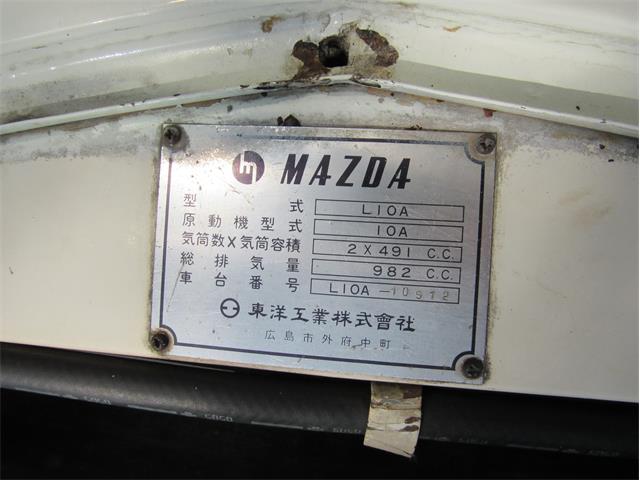 m MAZDA
型式 L10A
原動機型式 10A
気筒数X気筒容積 2X491 C.C.
総排気量 982 C.C.
車台番号 L10A-10912
東洋工業株式會社
広島市外府中町